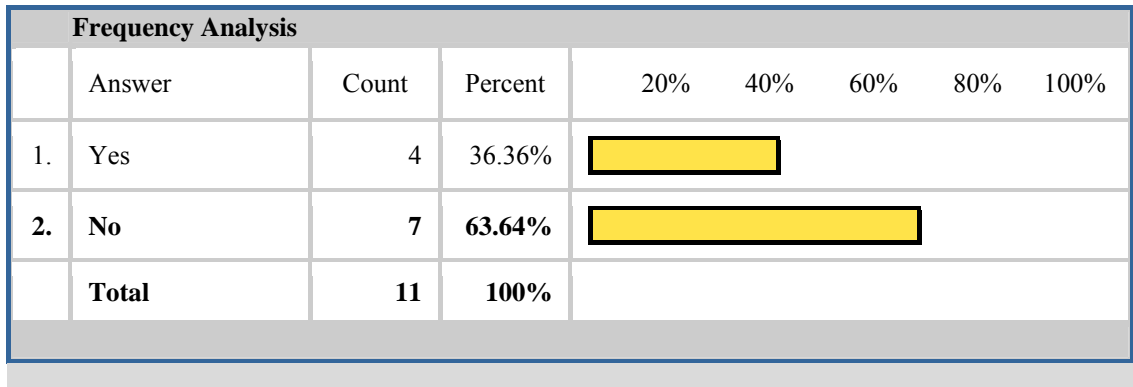 Frequency Analysis
Answer Count Percent 20% 40% 60% 80% 100%
1. Yes 4 36.36%
2. No 7 63.64%
Total 11 100%